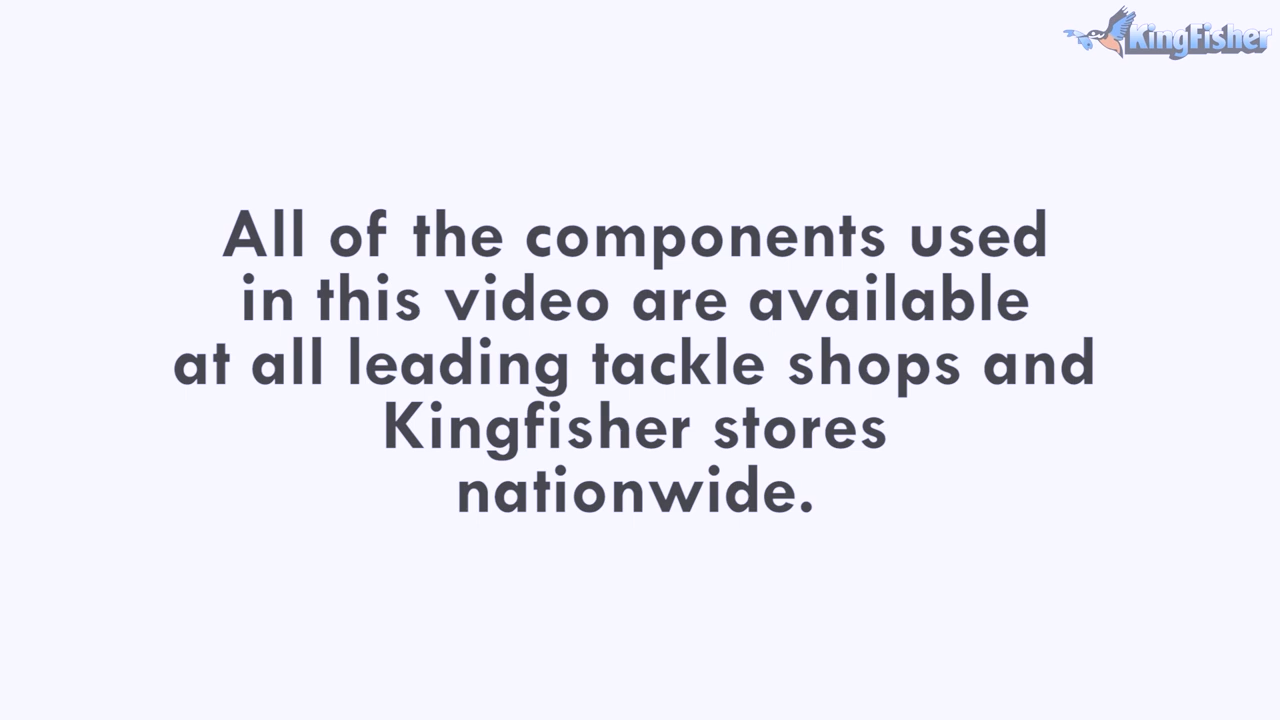 KingFisher
All of the components used
in this video are available
at all leading tackle shops and
Kingfisher stores
nationwide.